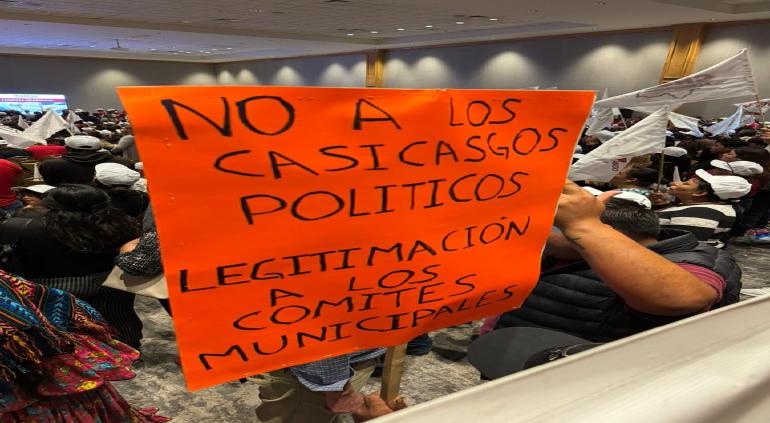 NO A LOS
CASICASGOS
POLITICOS
LEGITIMACIÓN
A LOS
COMITES
MUNICIPALES